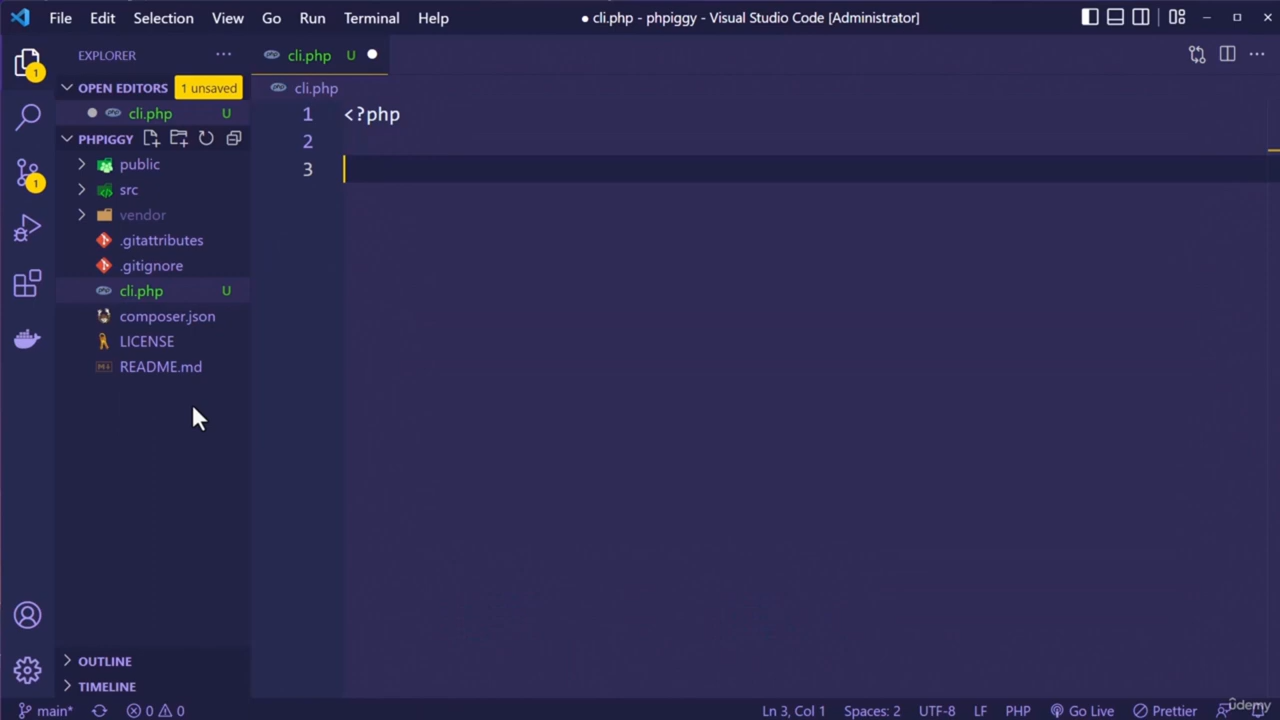 File Edit Selection View Go Run Terminal Help
● cli.php - phpiggy - Visual Studio Code [Administrator]
EXPLORER ...
cli.php U ●
1
OPEN EDITORS 1 unsaved
cli.php
● cli.php U
1 <?php
PHPIGGY
2
public
3
1
src
vendor
.gitattributes
.gitignore
cli.php U
composer.json
LICENSE
README.md
OUTLINE
TIMELINE
main* 0 0 Ln 3, Col 1 Spaces: 2 UTF-8 LF PHP Go Live Prettier
ûdemy